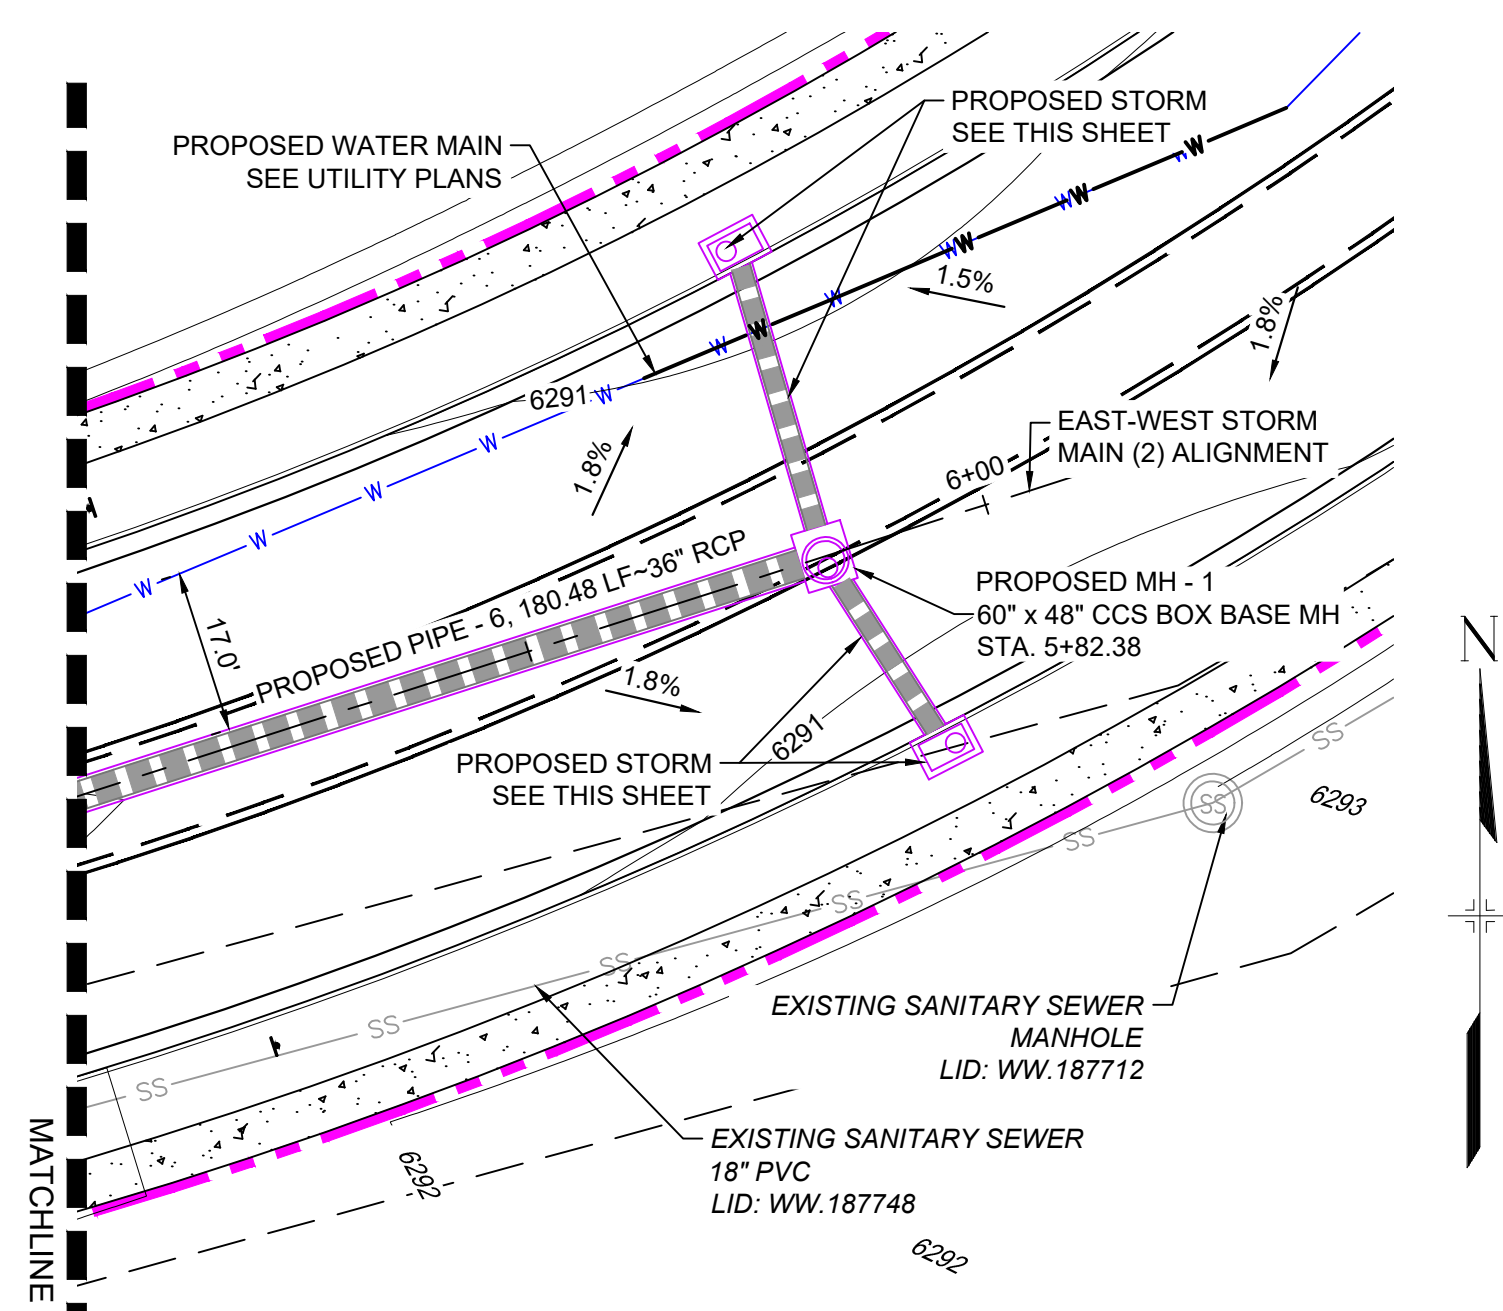 PROPOSED STORM
SEE THIS SHEET
PROPOSED WATER MAIN
SEE UTILITY PLANS
W
W
W
W
W
W
1.5%
1.8%
W
W
W
6291
W
W
W
W
W
1.8%
EAST-WEST STORM
MAIN (2) ALIGNMENT
6+00
PROPOSED PIPE - 6, 180.48 LF~36" RCP
PROPOSED MH - 1
60" x 48" CCS BOX BASE MH
STA. 5+82.38
17.0'
N
1.8%
6291
PROPOSED STORM
SEE THIS SHEET
SS
SS
6293
SS
SS
SS
SS
SS
EXISTING SANITARY SEWER
MANHOLE
LID: WW.187712
EXISTING SANITARY SEWER
18" PVC
LID: WW.187748
6292
6292
MATCHLINE